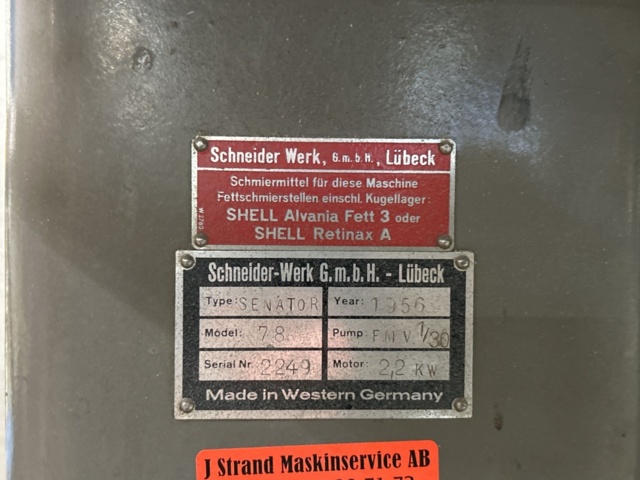 Schneider Werk, G.m.b.H., Lübeck
Schmiermittel für diese Maschine
Fettschmierstellen einschl. Kugellager:
SHELL Alvania Fett 3 oder
SHELL Retinax A
Schneider-Werk G.m.b.H. - Lübeck
Type: SENATOR Year: 1956
Model: 78 Pump: FMV 1/36
Serial Nr. 2249 Motor: 2,2 KW
Made in Western Germany
J Strand Maskinservice AB